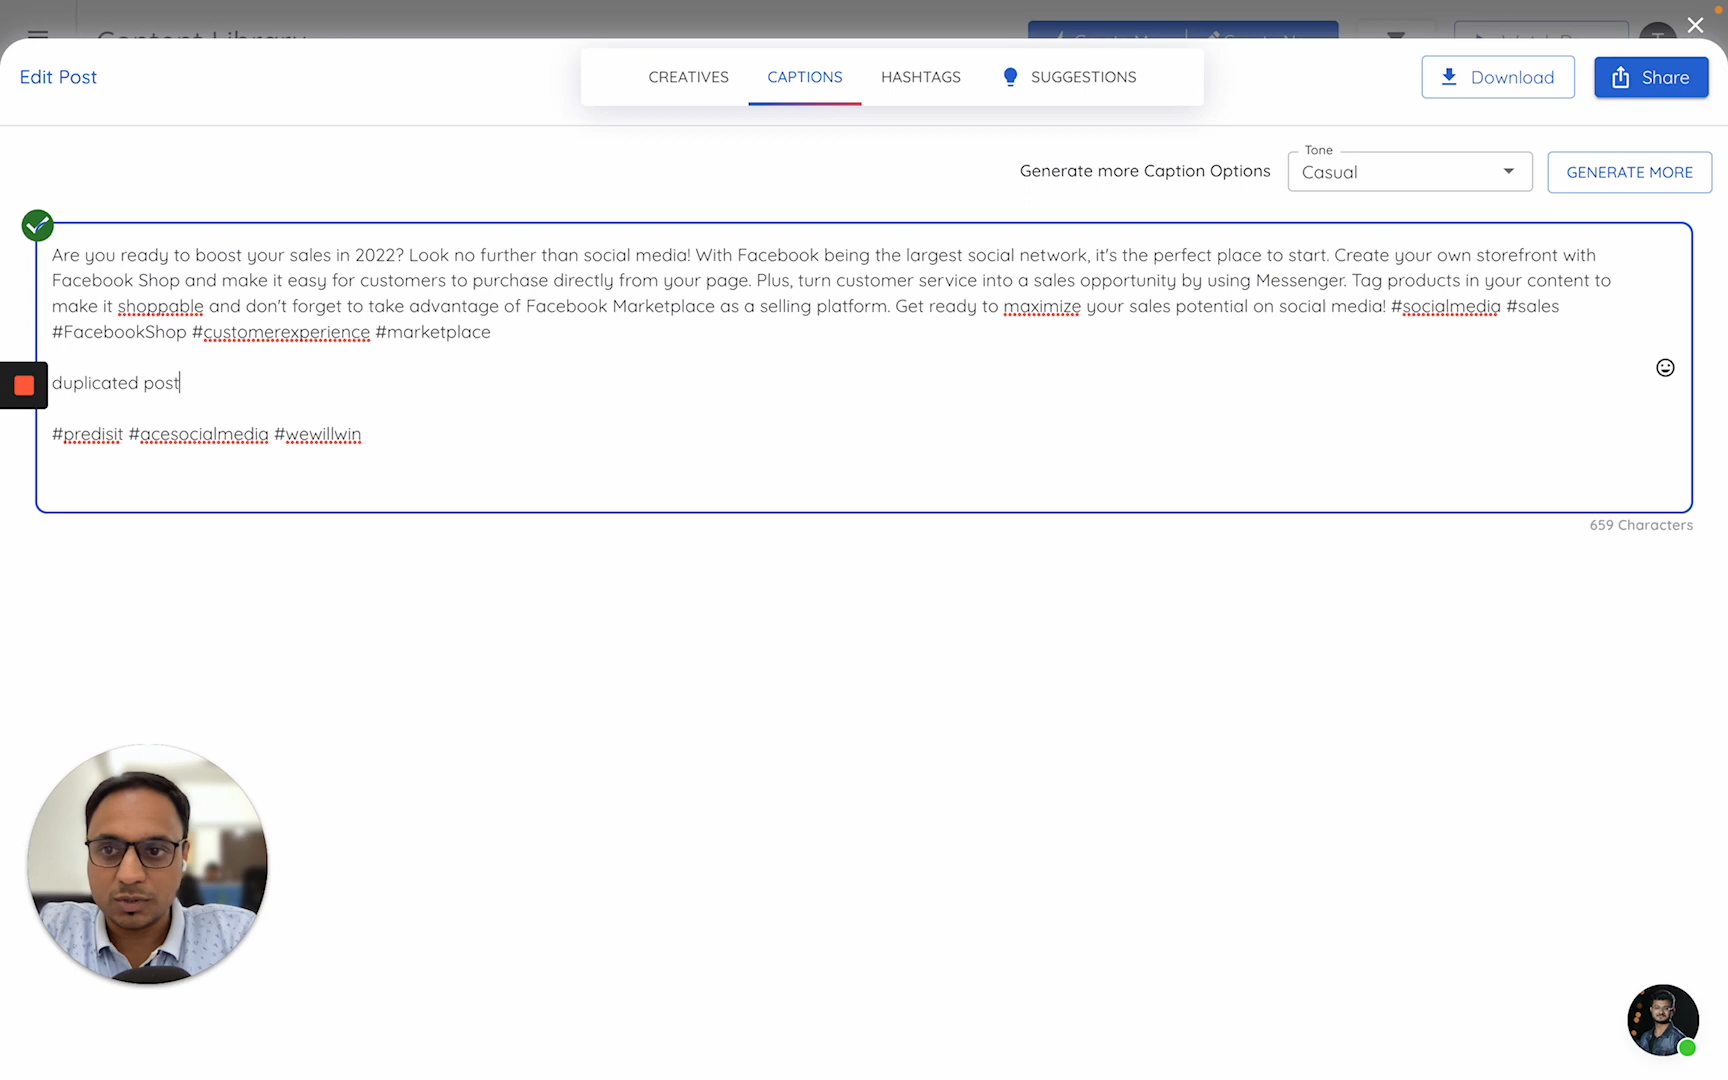 Content Library
Edit Post
CREATIVES
CAPTIONS
HASHTAGS
SUGGESTIONS
Download
Share
Generate more Caption Options
Tone
Casual
GENERATE MORE
Are you ready to boost your sales in 2022? Look no further than social media! With Facebook being the largest social network, it's the perfect place to start. Create your own storefront with
Facebook Shop and make it easy for customers to purchase directly from your page. Plus, turn customer service into a sales opportunity by using Messenger. Tag products in your content to
make it shoppable and don't forget to take advantage of Facebook Marketplace as a selling platform. Get ready to maximize your sales potential on social media! #socialmedia #sales
#FacebookShop #customerexperience #marketplace
duplicated post
#predisit #acesocialmedia #wewillwin
659 Characters